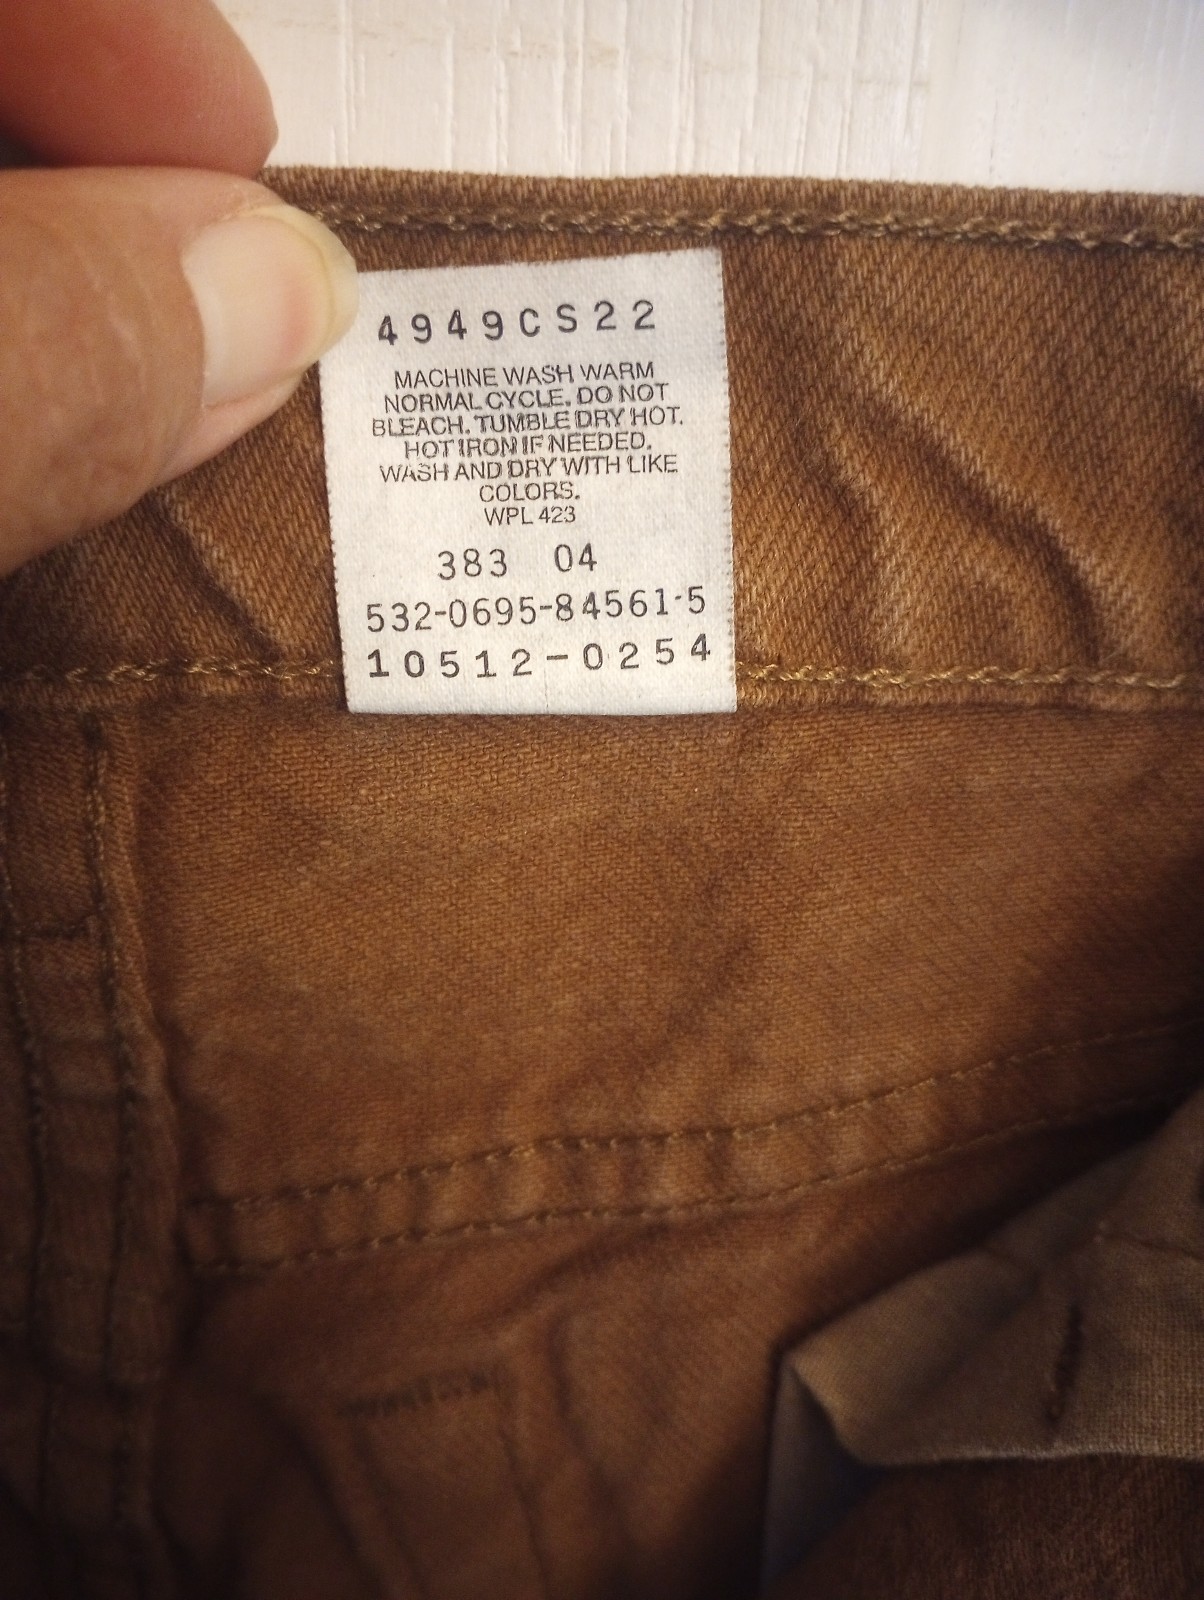 4949CS22
MACHINE WASH WARM
NORMAL CYCLE. DO NOT
BLEACH. TUMBLE DRY HOT.
HOT IRON IF NEEDED.
WASH AND DRY WITH LIKE
COLORS.
WPL 423
383 04
532-0695-84561-5
10512-0254